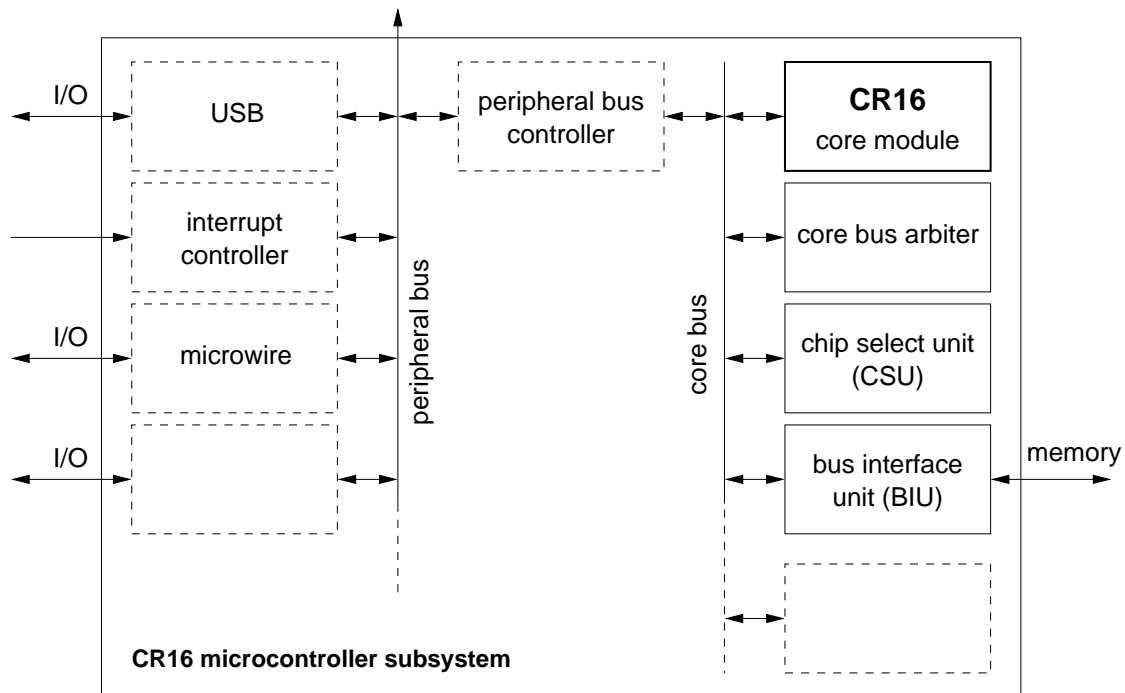 I/O
USB
peripheral bus
controller
CR16
core module
interrupt
controller
core bus arbiter
I/O
microwire
peripheral bus
core bus
chip select unit
(CSU)
I/O
bus interface
unit (BIU)
memory
CR16 microcontroller subsystem